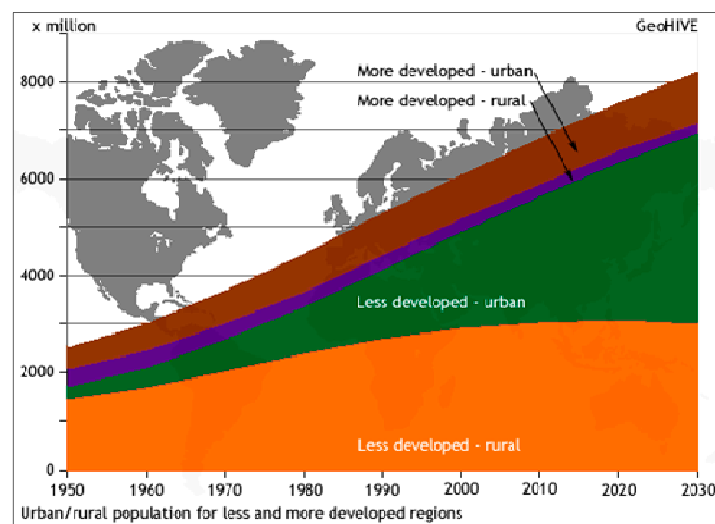 x million
GeoHIVE
8000
More developed - urban
More developed - rural
6000
4000
Less developed - urban
2000
Less developed - rural
0
1950 1960 1970 1980 1990 2000 2010 2020 2030
Urban/rural population for less and more developed regions